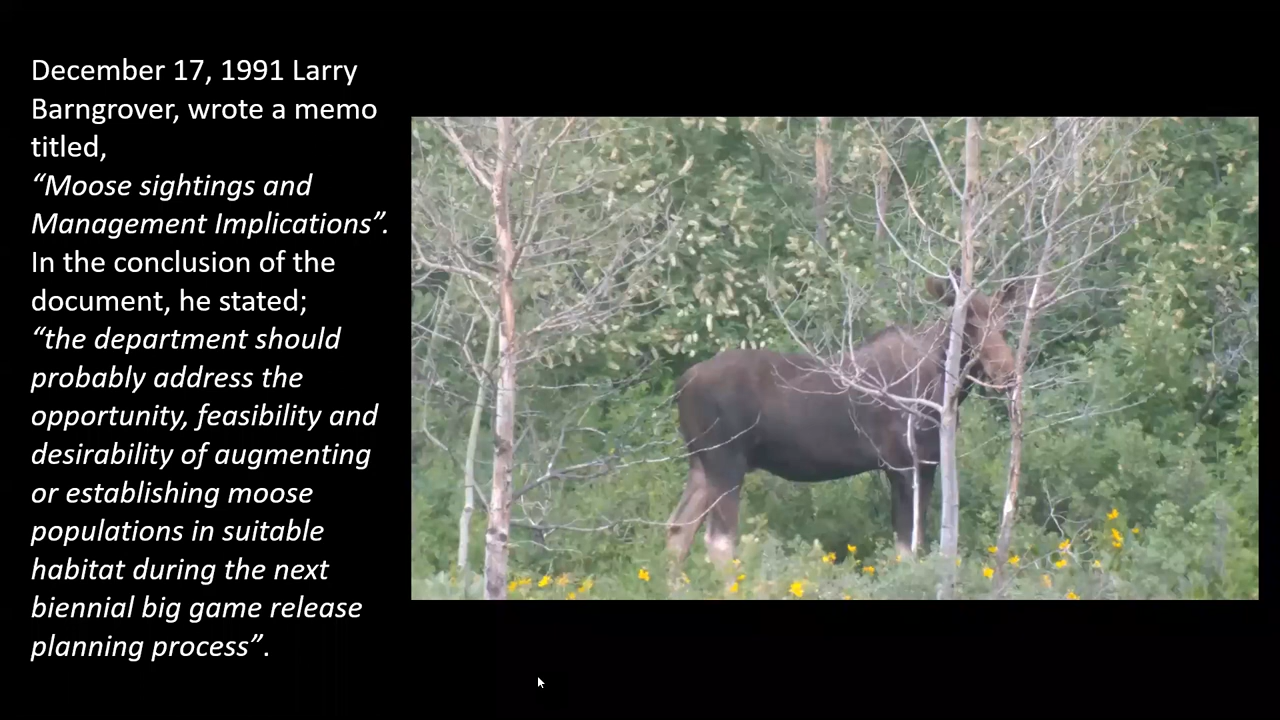 December 17, 1991 Larry
Barngrover, wrote a memo
titled,
“Moose sightings and
Management Implications”.
In the conclusion of the
document, he stated;
“the department should
probably address the
opportunity, feasibility and
desirability of augmenting
or establishing moose
populations in suitable
habitat during the next
biennial big game release
planning process”.